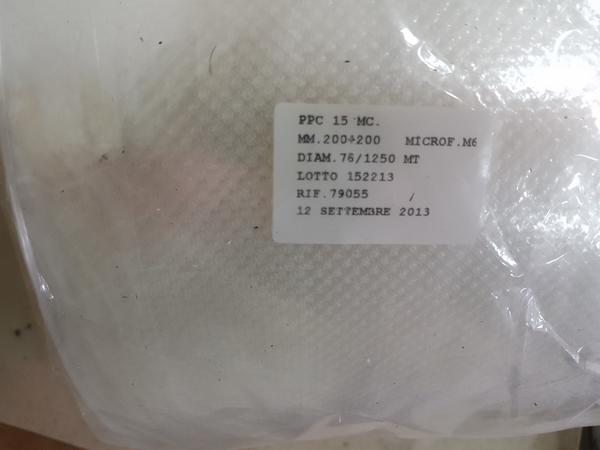 PPC 15 MC.
MM.200+200 MICROF.M6
DIAM.76/1250 MT
LOTTO 152213
RIF.79055 /
12 SETTEMBRE 2013